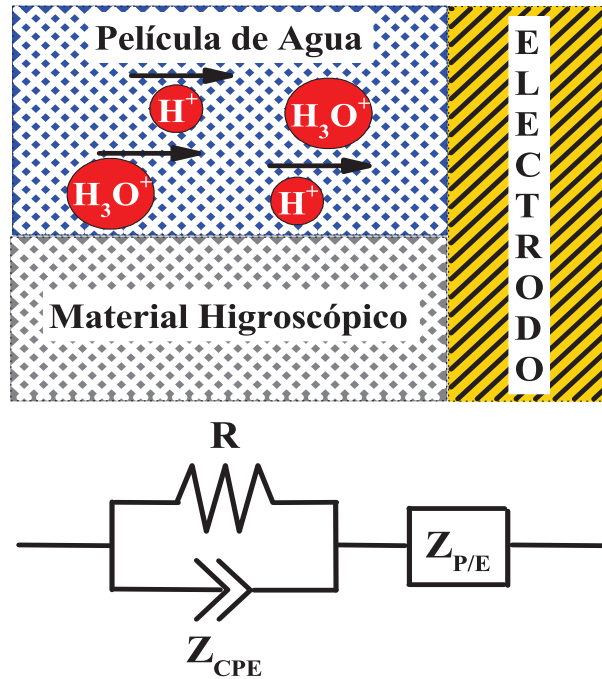 Película de Agua
H+
H3O+
H3O+
H+
Material Higroscópico
ELECTRODO
R
ZCPE
ZP/E